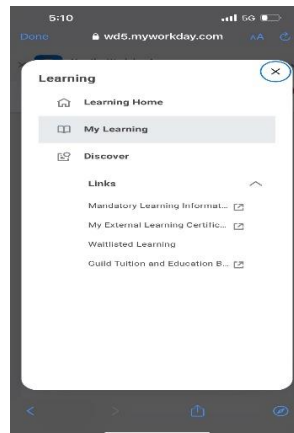 5:10
5G
Done
wd5.myworkday.com
AA
Learning
Learning Home
My Learning
Discover
Links
Mandatory Learning Informat...
My External Learning Certific...
Waitlisted Learning
Guild Tuition and Education B...